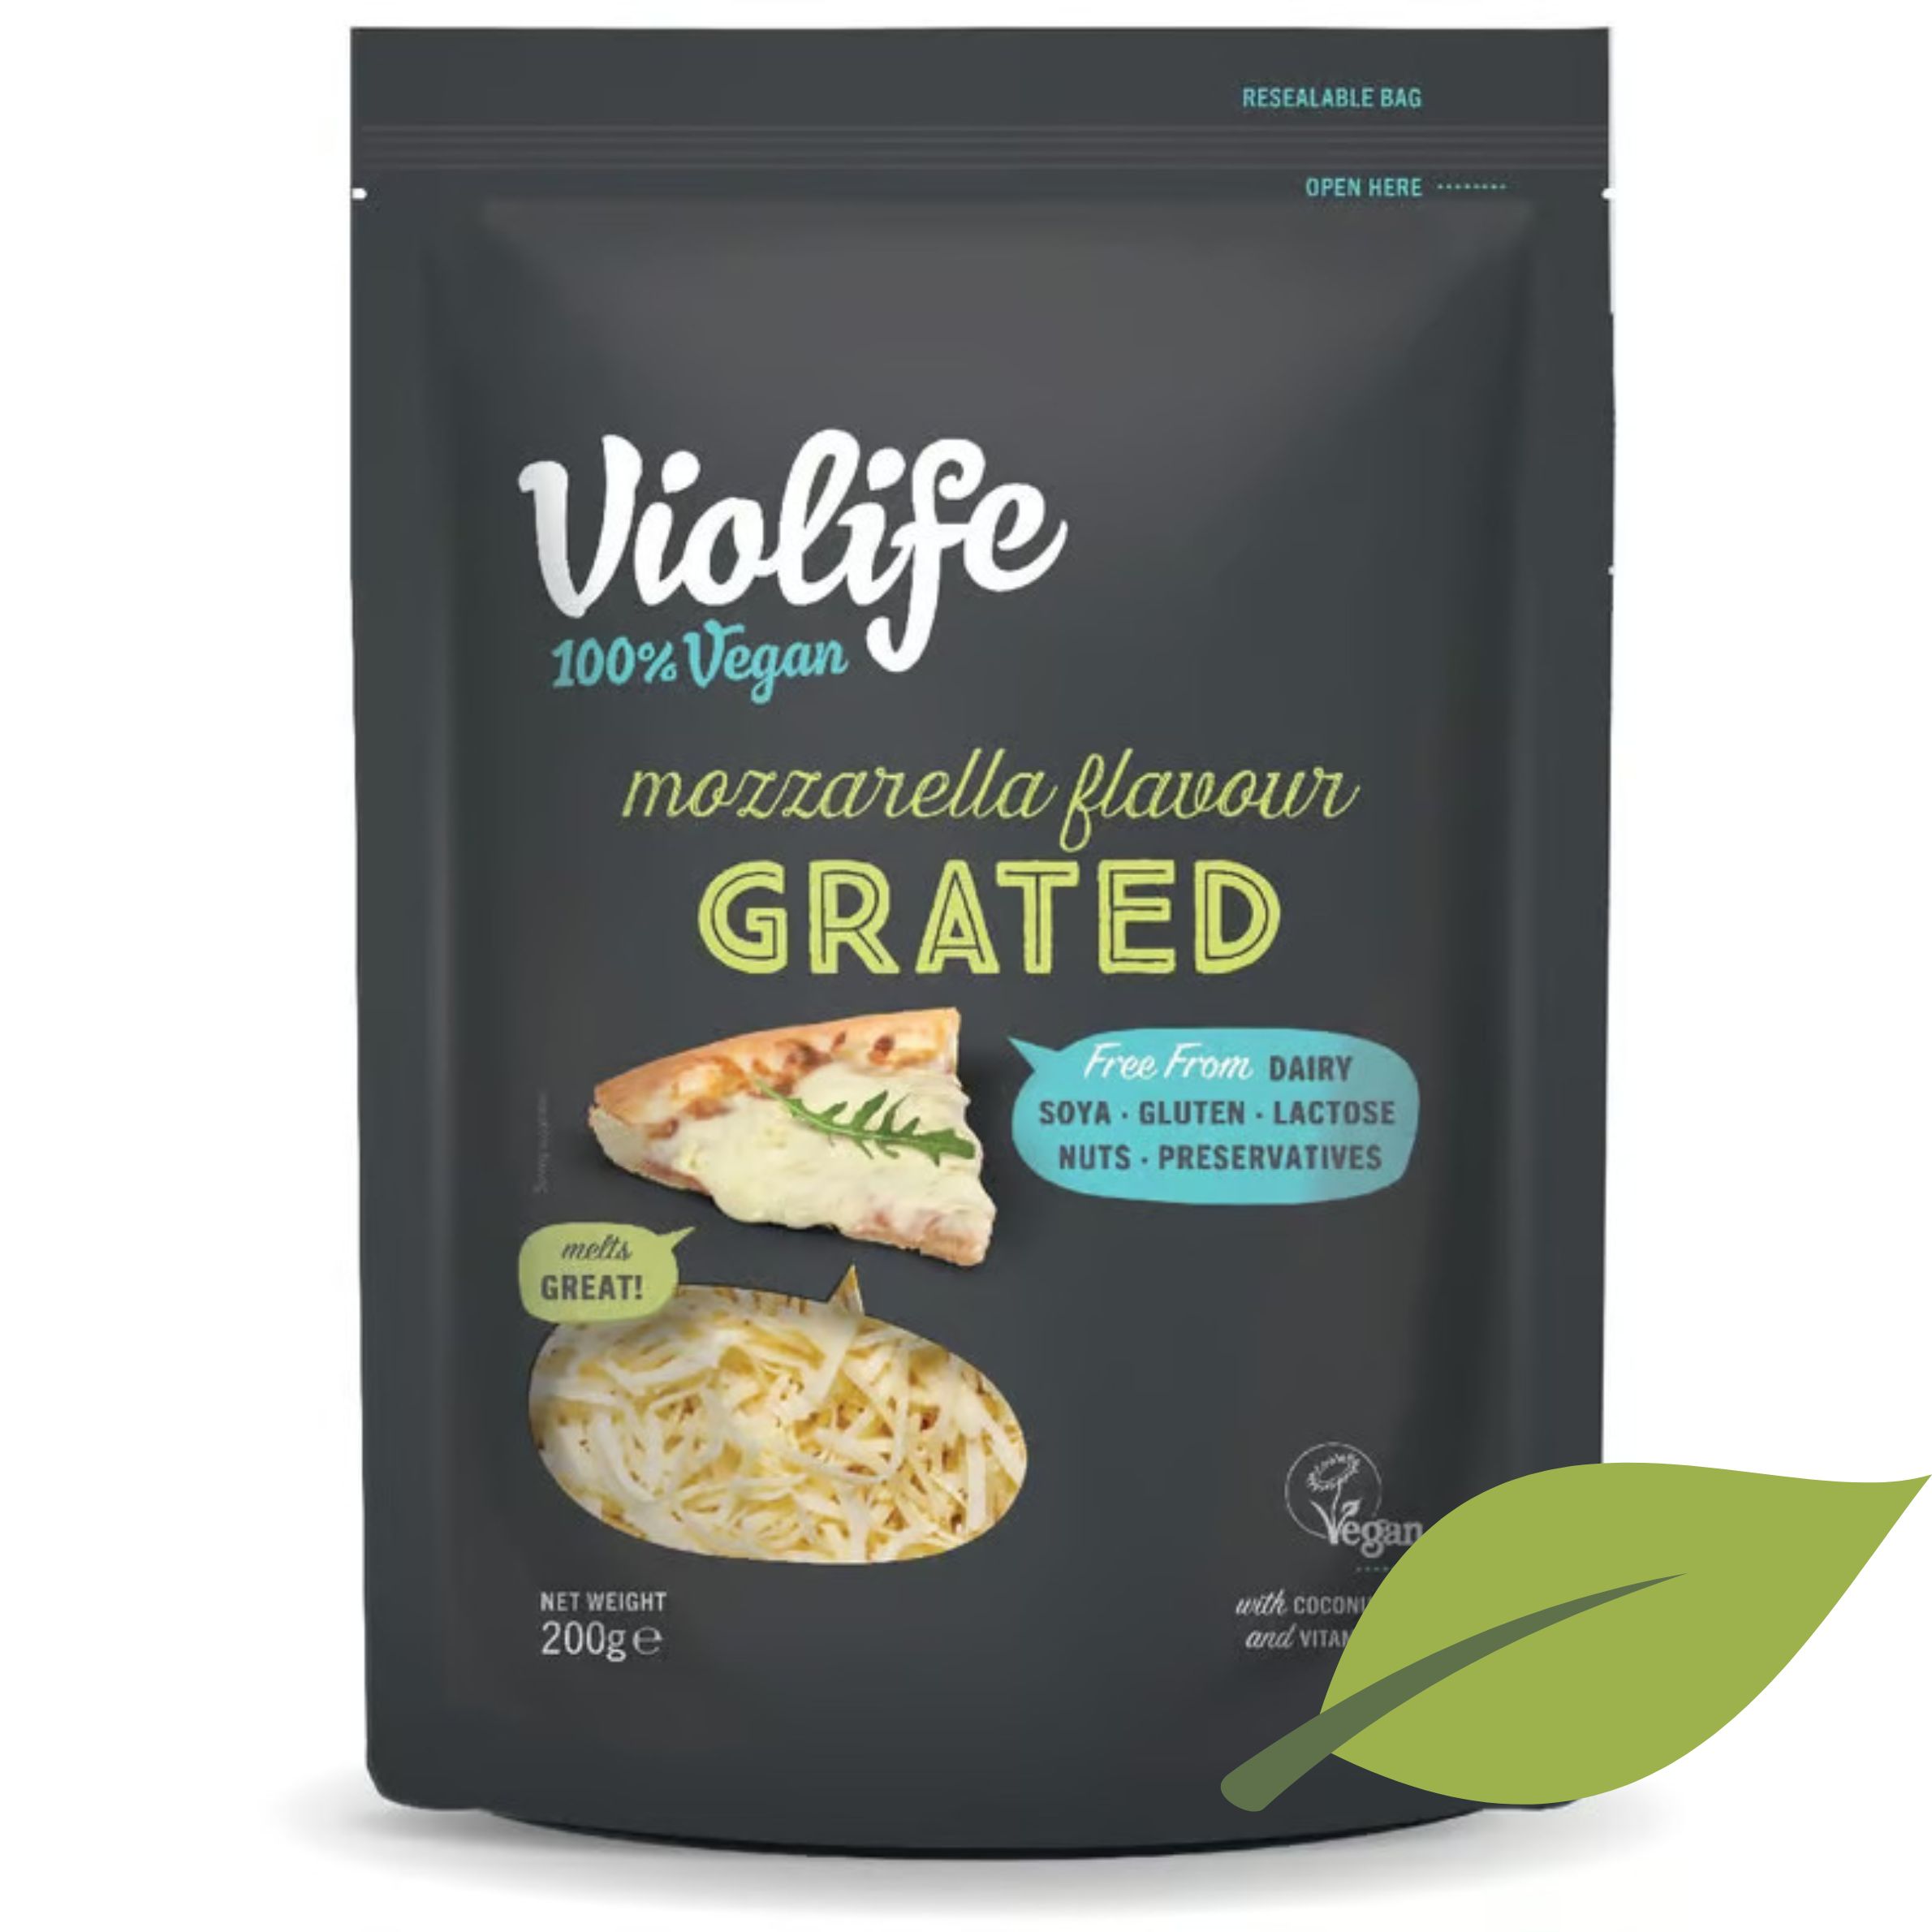 RESEALABLE BAG
OPEN HERE
Violife
100% Vegan
mozzarella flavour
GRATED
Free From DAIRY
SOYA · GLUTEN · LACTOSE
NUTS · PRESERVATIVES
melts
GREAT!
Vegan
NET WEIGHT
200g ℮
with
and